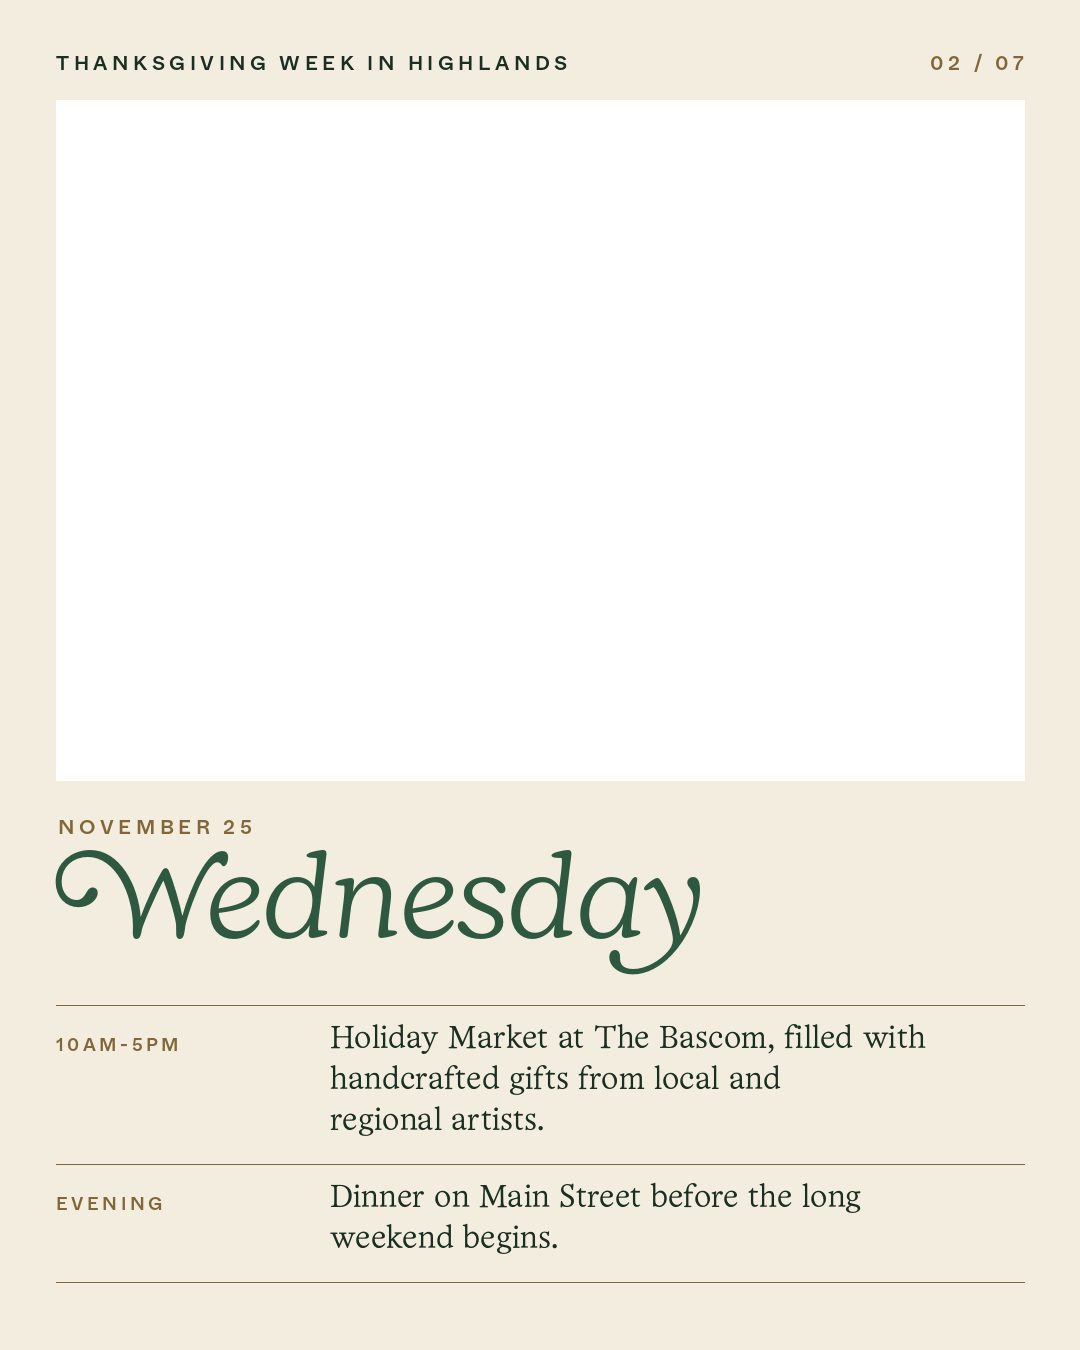 THANKSGIVING WEEK IN HIGHLANDS
02 / 07
NOVEMBER 25
Wednesday
10AM-5PM
Holiday Market at The Bascom, filled with
handcrafted gifts from local and
regional artists.
EVENING
Dinner on Main Street before the long
weekend begins.